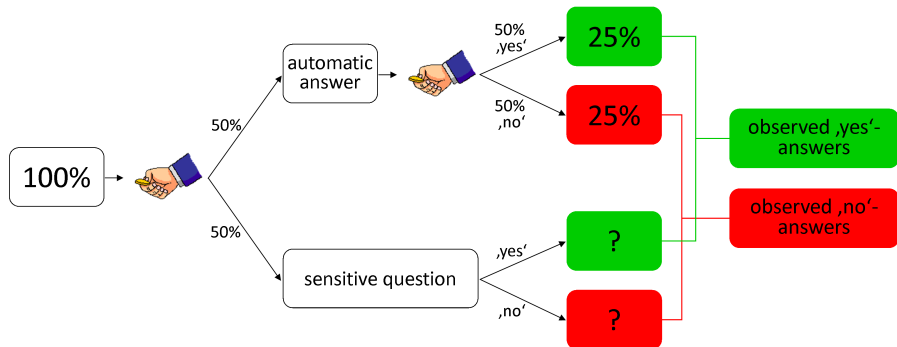 100%
50%
50%
automatic
answer
50%
‚yes‘
50%
‚no‘
25%
25%
sensitive question
‚yes‘
‚no‘
?
?
observed ‚yes‘-
answers
observed ‚no‘-
answers